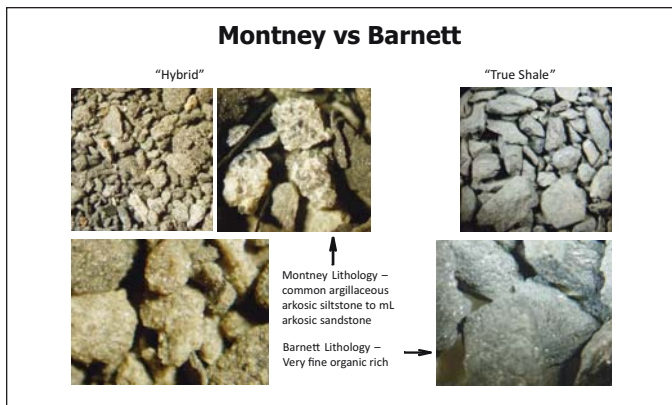 Montney vs Barnett
“Hybrid”
“True Shale”
Montney Lithology –
common argillaceous
arkosic siltstone to mL
arkosic sandstone
Barnett Lithology –
Very fine organic rich